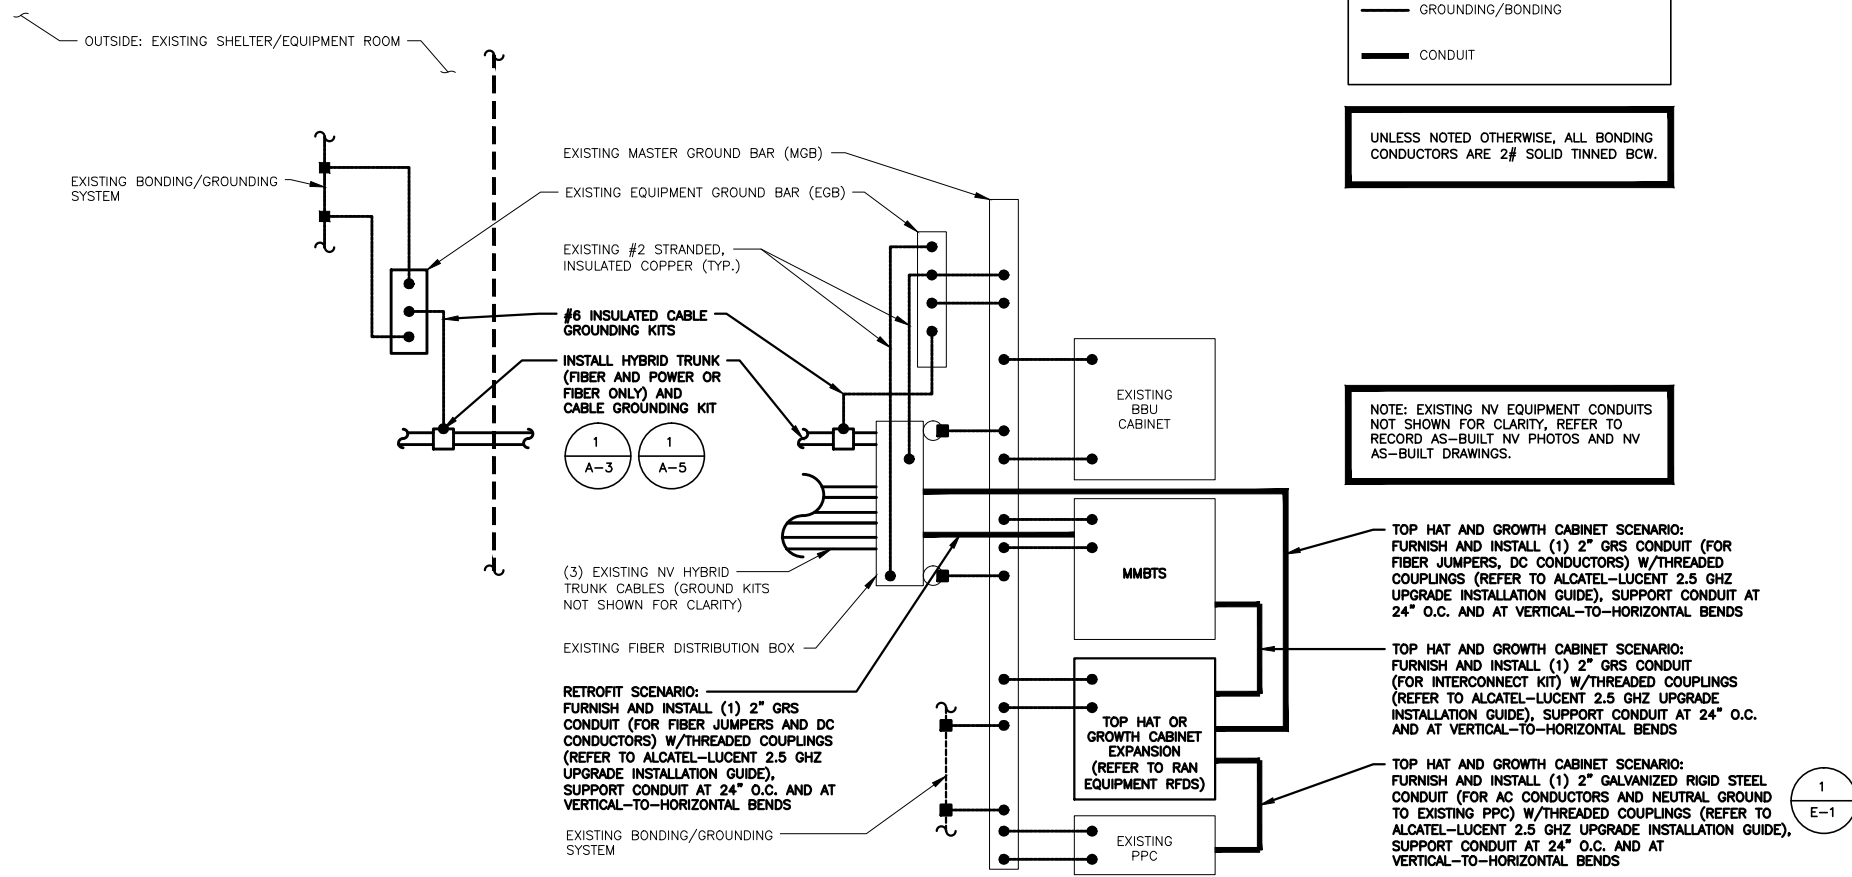 GROUNDING/BONDING
CONDUIT
OUTSIDE: EXISTING SHELTER/EQUIPMENT ROOM
UNLESS NOTED OTHERWISE, ALL BONDING
CONDUCTORS ARE 2# SOLID TINNED BCW.
EXISTING BONDING/GROUNDING
SYSTEM
EXISTING MASTER GROUND BAR (MGB)
EXISTING EQUIPMENT GROUND BAR (EGB)
EXISTING #2 STRANDED,
INSULATED COPPER (TYP.)
#6 INSULATED CABLE
GROUNDING KITS
INSTALL HYBRID TRUNK
(FIBER AND POWER OR
FIBER ONLY) AND
CABLE GROUNDING KIT
1
A-3
1
A-5
(3) EXISTING NV HYBRID
TRUNK CABLES (GROUND KITS
NOT SHOWN FOR CLARITY)
EXISTING FIBER DISTRIBUTION BOX
RETROFIT SCENARIO:
FURNISH AND INSTALL (1) 2" GRS
CONDUIT (FOR FIBER JUMPERS AND DC
CONDUCTORS) W/THREADED COUPLINGS
(REFER TO ALCATEL-LUCENT 2.5 GHZ
UPGRADE INSTALLATION GUIDE),
SUPPORT CONDUIT AT 24" O.C. AND AT
VERTICAL-TO-HORIZONTAL BENDS
EXISTING BONDING/GROUNDING
SYSTEM
EXISTING
BBU
CABINET
MMBTS
TOP HAT OR
GROWTH CABINET
EXPANSION
(REFER TO RAN
EQUIPMENT RFDS)
EXISTING
PPC
NOTE: EXISTING NV EQUIPMENT CONDUITS
NOT SHOWN FOR CLARITY, REFER TO
RECORD AS-BUILT NV PHOTOS AND NV
AS-BUILT DRAWINGS.
TOP HAT AND GROWTH CABINET SCENARIO:
FURNISH AND INSTALL (1) 2" GRS CONDUIT (FOR
FIBER JUMPERS, DC CONDUCTORS) W/THREADED
COUPLINGS (REFER TO ALCATEL-LUCENT 2.5 GHZ
UPGRADE INSTALLATION GUIDE), SUPPORT CONDUIT AT
24" O.C. AND AT VERTICAL-TO-HORIZONTAL BENDS
TOP HAT AND GROWTH CABINET SCENARIO:
FURNISH AND INSTALL (1) 2" GRS CONDUIT
(FOR INTERCONNECT KIT) W/THREADED COUPLINGS
(REFER TO ALCATEL-LUCENT 2.5 GHZ UPGRADE
INSTALLATION GUIDE), SUPPORT CONDUIT AT 24" O.C.
AND AT VERTICAL-TO-HORIZONTAL BENDS
TOP HAT AND GROWTH CABINET SCENARIO:
FURNISH AND INSTALL (1) 2" GALVANIZED RIGID STEEL
CONDUIT (FOR AC CONDUCTORS AND NEUTRAL GROUND
TO EXISTING PPC) W/THREADED COUPLINGS (REFER TO
ALCATEL-LUCENT 2.5 GHZ UPGRADE INSTALLATION GUIDE),
SUPPORT CONDUIT AT 24" O.C. AND AT
VERTICAL-TO-HORIZONTAL BENDS
1
E-1